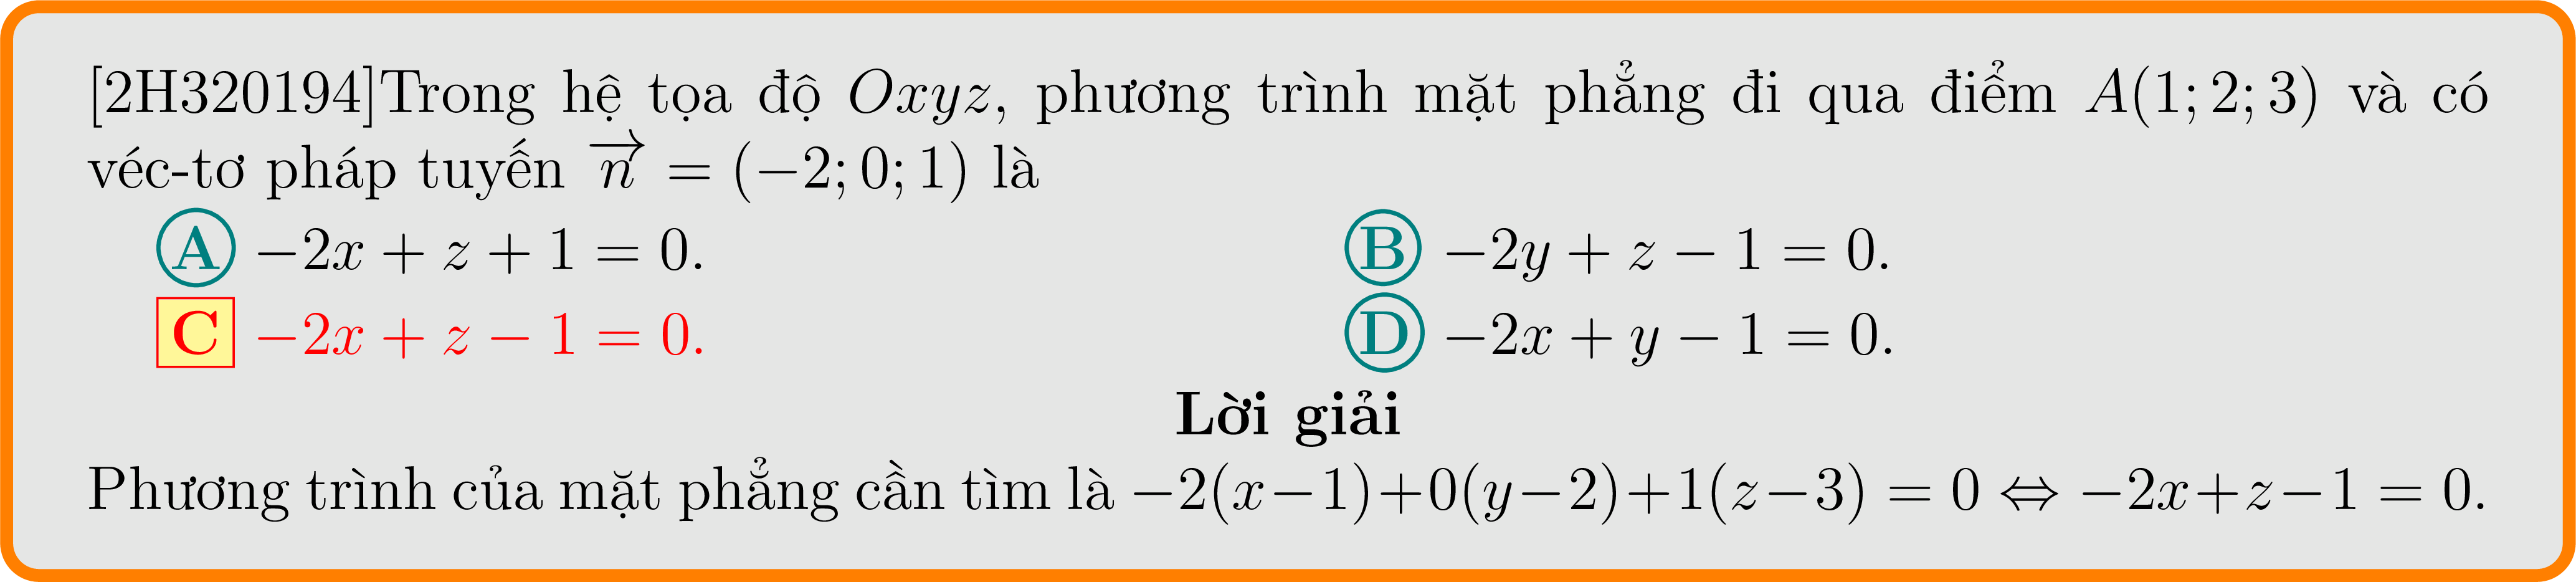 [2H320194]Trong hệ tọa độ Oxyz, phương trình mặt phẳng đi qua điểm A(1; 2; 3) và có
véc-tơ pháp tuyến n⃗ = (−2; 0; 1) là
A −2x + z + 1 = 0.
B −2y + z − 1 = 0.
C −2x + z − 1 = 0.
D −2x + y − 1 = 0.
Lời giải
Phương trình của mặt phẳng cần tìm là −2(x−1)+0(y−2)+1(z−3) = 0 ⇔ −2x+z−1 = 0.